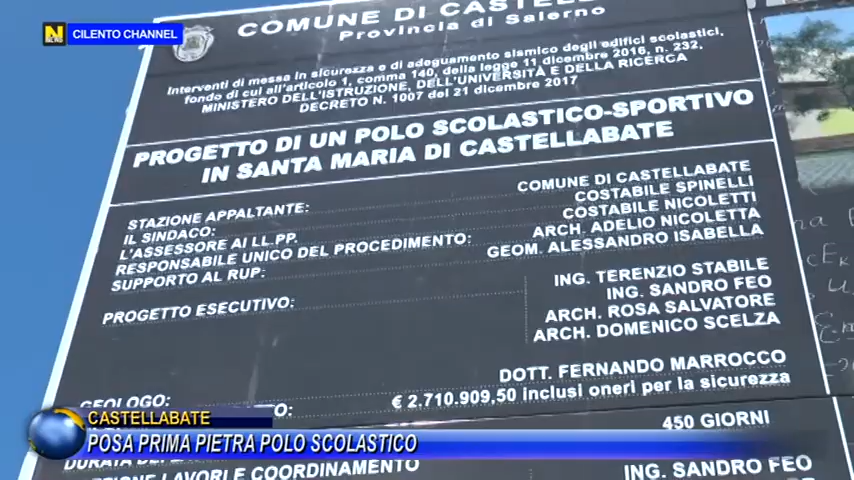 N
CILENTO CHANNEL
COMUNE DI
Provincia di Salerno
Interventi di messa in sicurezza e di adeguamento sismico degli edifici scolastici,
fondo di cui all'articolo 1, comma 140, della legge 11 dicembre 2016, n. 232,
MINISTERO DELL'ISTRUZIONE, DELL'UNIVERSITÀ E DELLA RICERCA
DECRETO N. 1007 del 21 dicembre 2017
PROGETTO DI UN POLO SCOLASTICO-SPORTIVO
IN SANTA MARIA DI CASTELLABATE
STAZIONE APPALTANTE: COMUNE DI CASTELLABATE
IL SINDACO: COSTABILE SPINELLI
L'ASSESSORE AI LL.PP. COSTABILE NICOLETTI
RESPONSABILE UNICO DEL PROCEDIMENTO: ARCH. ADELIO NICOLETTA
SUPPORTO AL RUP: GEOM. ALESSANDRO ISABELLA
PROGETTO ESECUTIVO: ING. TERENZIO STABILE
ING. SANDRO FEO
ARCH. ROSA SALVATORE
ARCH. DOMENICO SCELZA
GEOLOGO: DOTT. FERNANDO MARROCCO
€ 2.710.909,50 inclusi oneri per la sicurezza
450 GIORNI
DURATA
LAVORI E COORDINAMENTO ING. SANDRO FEO
CASTELLABATE
POSA PRIMA PIETRA POLO SCOLASTICO